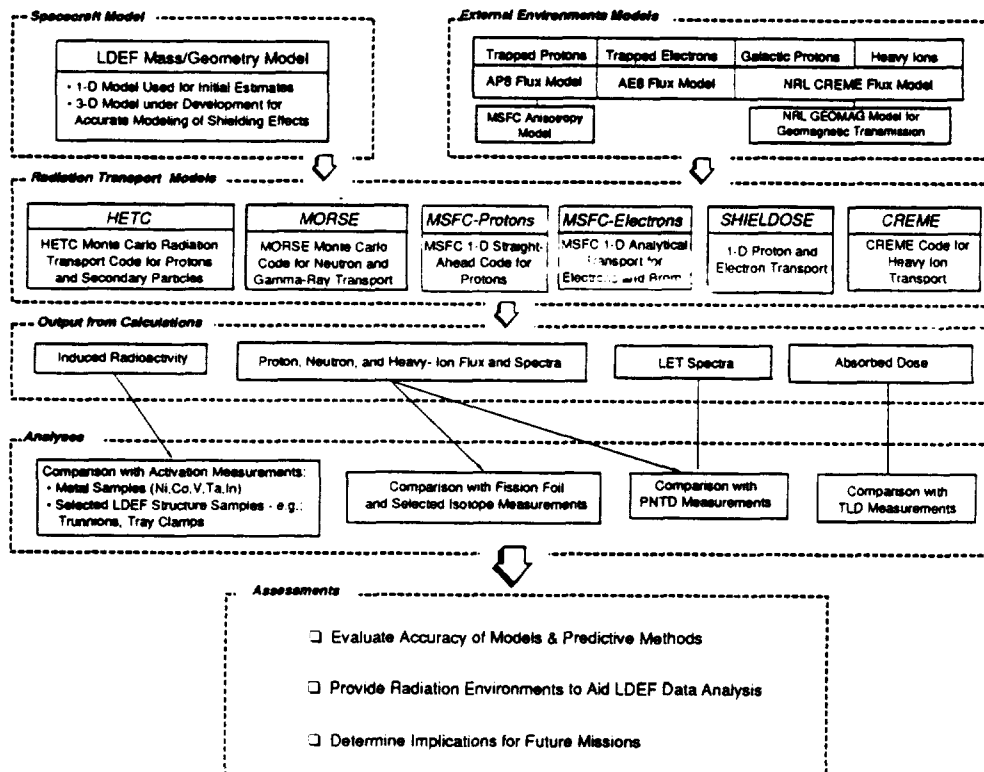 Spacecraft Model
LDEF Mass/Geometry Model
• 1-D Model Used for Initial Estimates
• 3-D Model under Development for
Accurate Modeling of Shielding Effects
External Environments Models
Trapped Protons
Trapped Electrons
Galactic Protons
Heavy Ions
AP8 Flux Model
AE8 Flux Model
NRL CREME Flux Model
MSFC Anisotropy
Model
NRL GEOMAG Model for
Geomagnetic Transmission
Radiation Transport Models
HETC
HETC Monte Carlo Radiation
Transport Code for Protons
and Secondary Particles
MORSE
MORSE Monte Carlo
Code for Neutron and
Gamma-Ray Transport
MSFC-Protons
MSFC 1-D Straight-
Ahead Code for
Protons
MSFC-Electrons
MSFC 1-D Analytical
Transport for
Electrons and Brem.
SHIELDOSE
1-D Proton and
Electron Transport
CREME
CREME Code for
Heavy Ion
Transport
Output from Calculations
Induced Radioactivity
Proton, Neutron, and Heavy- Ion Flux and Spectra
LET Spectra
Absorbed Dose
Analyses
Comparison with Activation Measurements:
• Metal Samples (Ni,Co,V,Ta,In)
• Selected LDEF Structure Samples - e.g.:
Trunnions, Tray Clamps
Comparison with Fission Foil
and Selected Isotope Measurements
Comparison with
PNTD Measurements
Comparison with
TLD Measurements
Assessments
❑ Evaluate Accuracy of Models & Predictive Methods
❑ Provide Radiation Environments to Aid LDEF Data Analysis
❑ Determine Implications for Future Missions